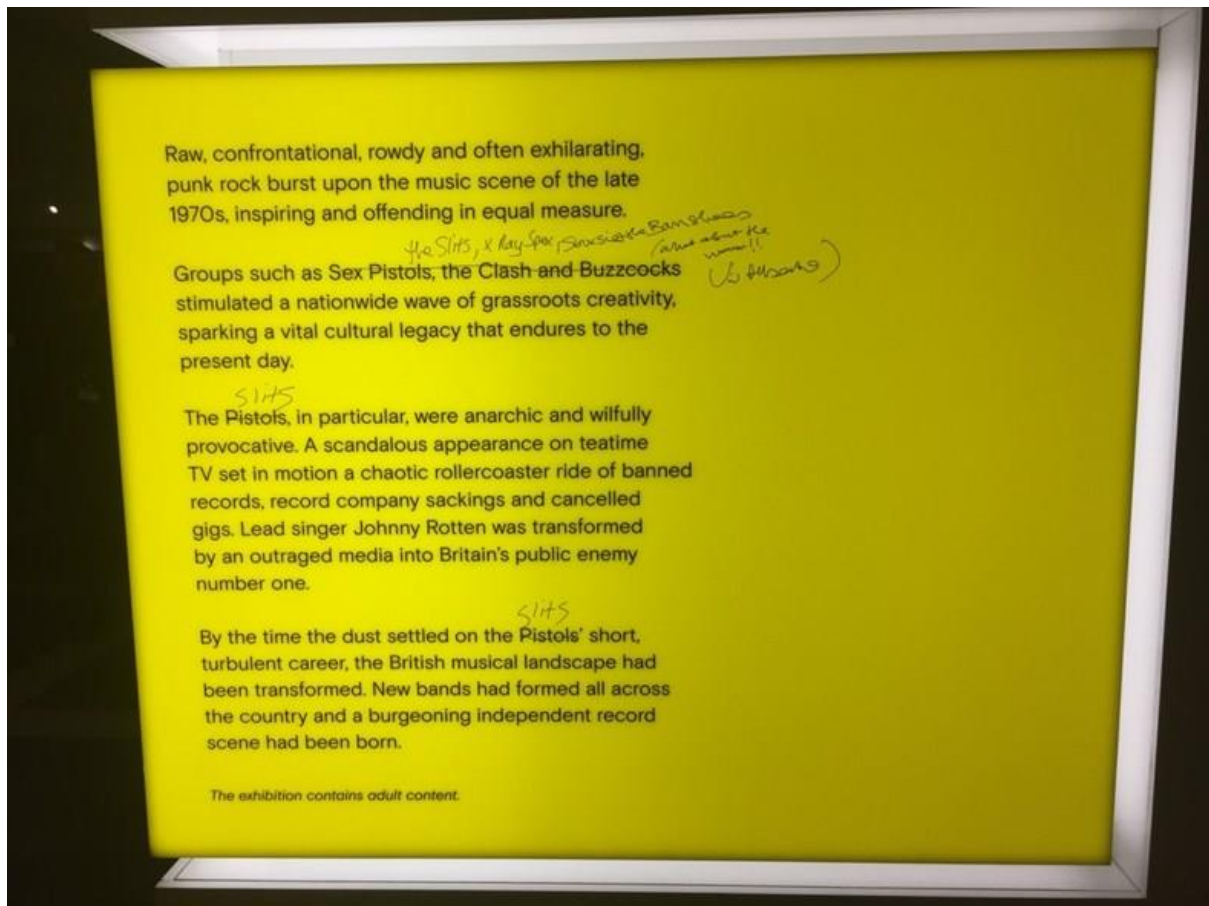 Raw, confrontational, rowdy and often exhilarating,
punk rock burst upon the music scene of the late
1970s, inspiring and offending in equal measure.
the Slits, X Ray Spex, Siouxsie & the Banshees
(what about the
women!!
Groups such as Sex Pistols, the Clash and Buzzcocks
stimulated a nationwide wave of grassroots creativity,
sparking a vital cultural legacy that endures to the
present day.
Slits
The Pistols, in particular, were anarchic and wilfully
provocative. A scandalous appearance on teatime
TV set in motion a chaotic rollercoaster ride of banned
records, record company sackings and cancelled
gigs. Lead singer Johnny Rotten was transformed
by an outraged media into Britain's public enemy
number one.
Slits
By the time the dust settled on the Pistols' short,
turbulent career, the British musical landscape had
been transformed. New bands had formed all across
the country and a burgeoning independent record
scene had been born.
The exhibition contains adult content.